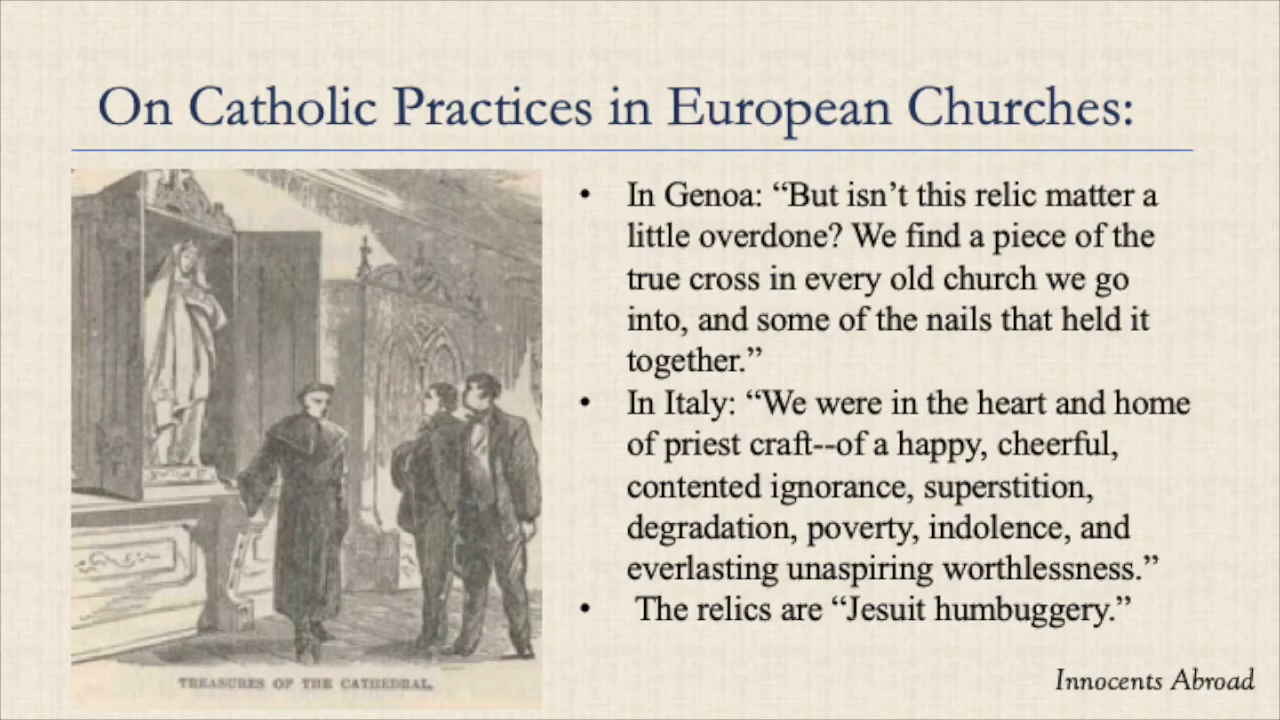 On Catholic Practices in European Churches:
• In Genoa: “But isn’t this relic matter a
little overdone? We find a piece of the
true cross in every old church we go
into, and some of the nails that held it
together.”
• In Italy: “We were in the heart and home
of priest craft--of a happy, cheerful,
contented ignorance, superstition,
degradation, poverty, indolence, and
everlasting unaspiring worthlessness.”
• The relics are “Jesuit humbuggery.”
TREASURES OF THE CATHEDRAL.
Innocents Abroad